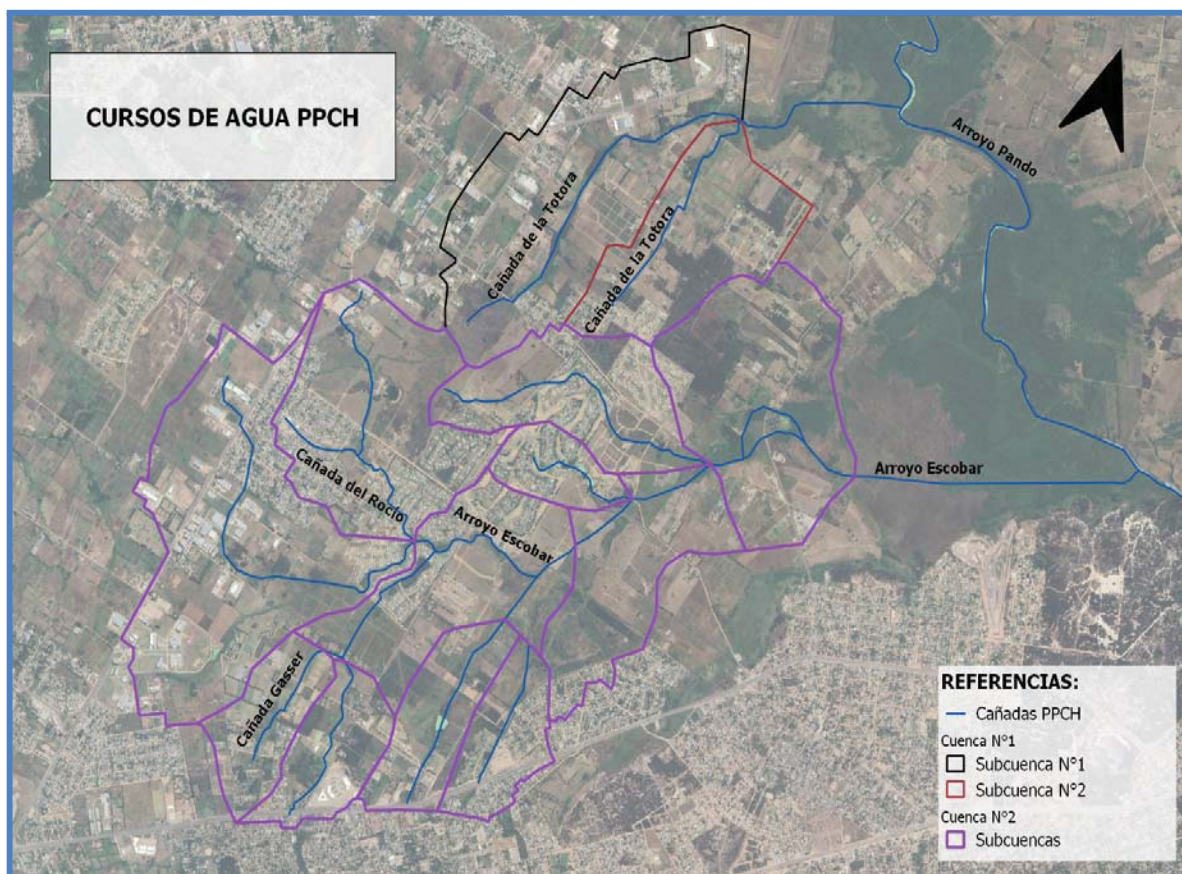 CURSOS DE AGUA PPCH
Arroyo Pando
Cañada de la Totora
Cañada de la Totora
Cañada del Rocío
Arroyo Escobar
Arroyo Escobar
Cañada Gasser
REFERENCIAS:
Cañadas PPCH
Cuenca N°1
Subcuenca N°1
Subcuenca N°2
Cuenca N°2
Subcuencas